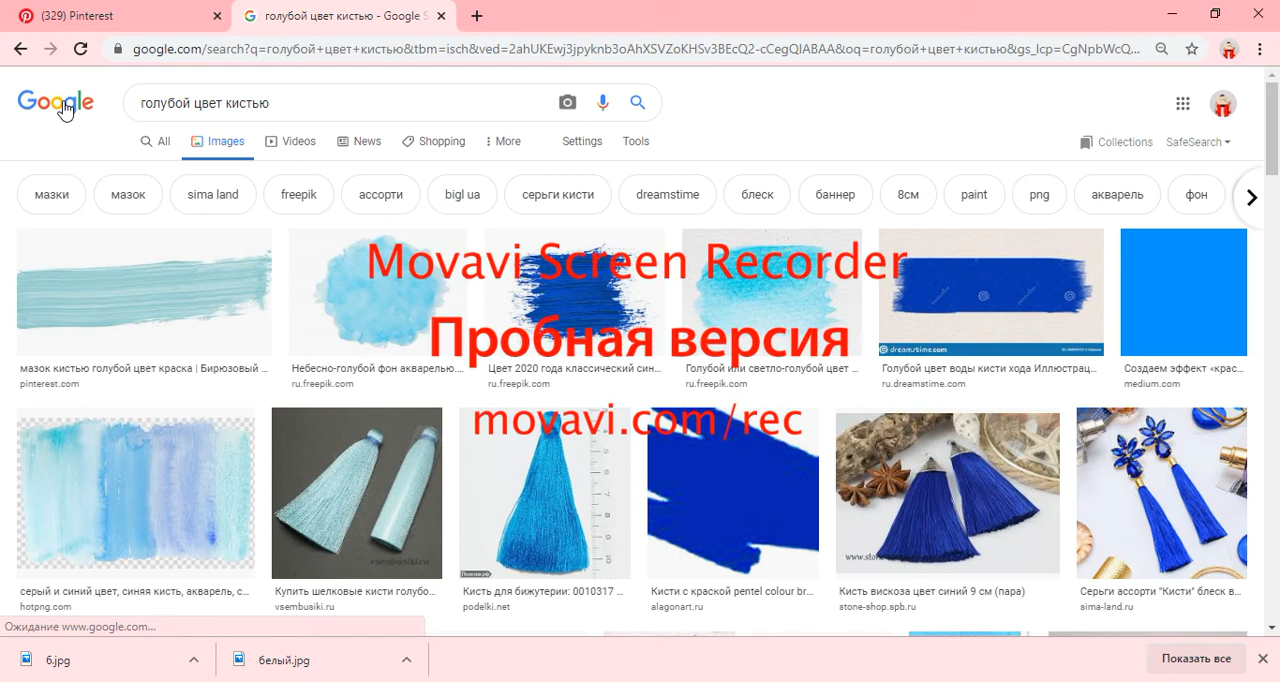 (329) Pinterest
голубой цвет кистью - Google S
google.com/search?q=голубой+цвет+кистью&tbm=isch&ved=2ahUKEwj3jpyknb3oAhXSVZoKHSv3BEcQ2-cCegQIABAA&oq=голубой+цвет+кистью&gs_lcp=CgNpbWcQ...
Google
голубой цвет кистью
All
Images
Videos
News
Shopping
More
Settings
Tools
Collections
SafeSearch
мазки
мазок
sima land
freepik
ассорти
bigl ua
серьги кисти
dreamstime
блеск
баннер
8см
paint
png
акварель
фон
Movavi Screen Recorder
Пробная версия
movavi.com/rec
dreamstime.com
мазок кистью голубой цвет краска | Бирюзовый ...
pinterest.com
Небесно-голубой фон акварелью...
ru.freepik.com
Цвет 2020 года классический син...
ru.freepik.com
Голубой или светло-голубой цвет ...
ru.freepik.com
Голубой цвет воды кисти хода Иллюстрац...
ru.dreamstime.com
Создаем эффект «крас...
medium.com
vsembusiki.ru
www.stone-shop
серый и синий цвет, синяя кисть, акварель, с...
hotpng.com
Купить шелковые кисти голубо...
vsembusiki.ru
Кисть для бижутерии: 0010317 ...
podelki.net
Кисти с краской pentel colour br...
alagonart.ru
Кисть вискоза цвет синий 9 см (пара)
stone-shop.spb.ru
Серьги ассорти "Кисти" блеск в...
sima-land.ru
Ожидание www.google.com...
6.jpg
белый.jpg
Показать все